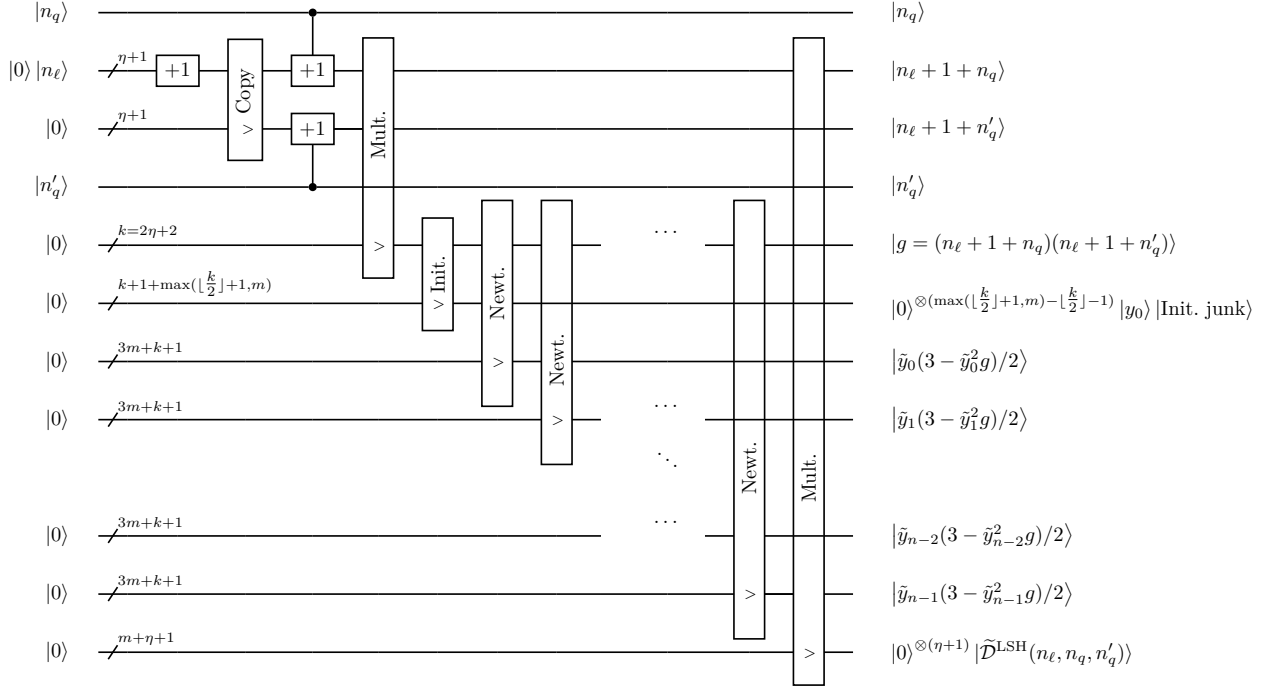 |n_q⟩ |n_q⟩
|0⟩ |n_ℓ⟩ η+1 +1 > Copy +1 Mult. > Mult. > |n_ℓ + 1 + n_q⟩
|0⟩ η+1 +1 |n_ℓ + 1 + n′_q⟩
|n′_q⟩ |n′_q⟩
|0⟩ k=2η+2 > Init. ··· |g = (n_ℓ + 1 + n_q)(n_ℓ + 1 + n′_q)⟩
|0⟩ k+1+max(⌊k/2⌋+1,m) Newt. > |0⟩^⊗(max(⌊k/2⌋+1,m)−⌊k/2⌋−1) |y_0⟩ |Init. junk⟩
|0⟩ 3m+k+1 Newt. > |ỹ_0(3 − ỹ_0^2 g)/2⟩
|0⟩ 3m+k+1 ··· |ỹ_1(3 − ỹ_1^2 g)/2⟩
⋱ Newt. >
|0⟩ 3m+k+1 ··· |ỹ_{n−2}(3 − ỹ_{n−2}^2 g)/2⟩
|0⟩ 3m+k+1 |ỹ_{n−1}(3 − ỹ_{n−1}^2 g)/2⟩
|0⟩ m+η+1 |0⟩^⊗(η+1) |𝒟̃^LSH(n_ℓ, n_q, n′_q)⟩